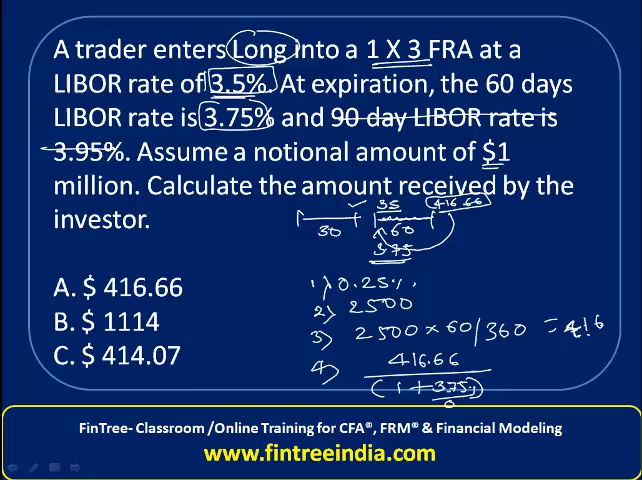 A trader enters Long into a 1 X 3 FRA at a
LIBOR rate of 3.5%. At expiration, the 60 days
LIBOR rate is 3.75% and 90 day LIBOR rate is
3.95%. Assume a notional amount of $1
million. Calculate the amount received by the
investor.
35
416.66
30
60
3.75
A. $ 416.66
B. $ 1114
C. $ 414.07
1) 0.25%
2) 2500
3) 2500 × 60/360 = 416
4) 416.66
(1 + 3.75%)
FinTree- Classroom /Online Training for CFA®, FRM® & Financial Modeling
www.fintreeindia.com